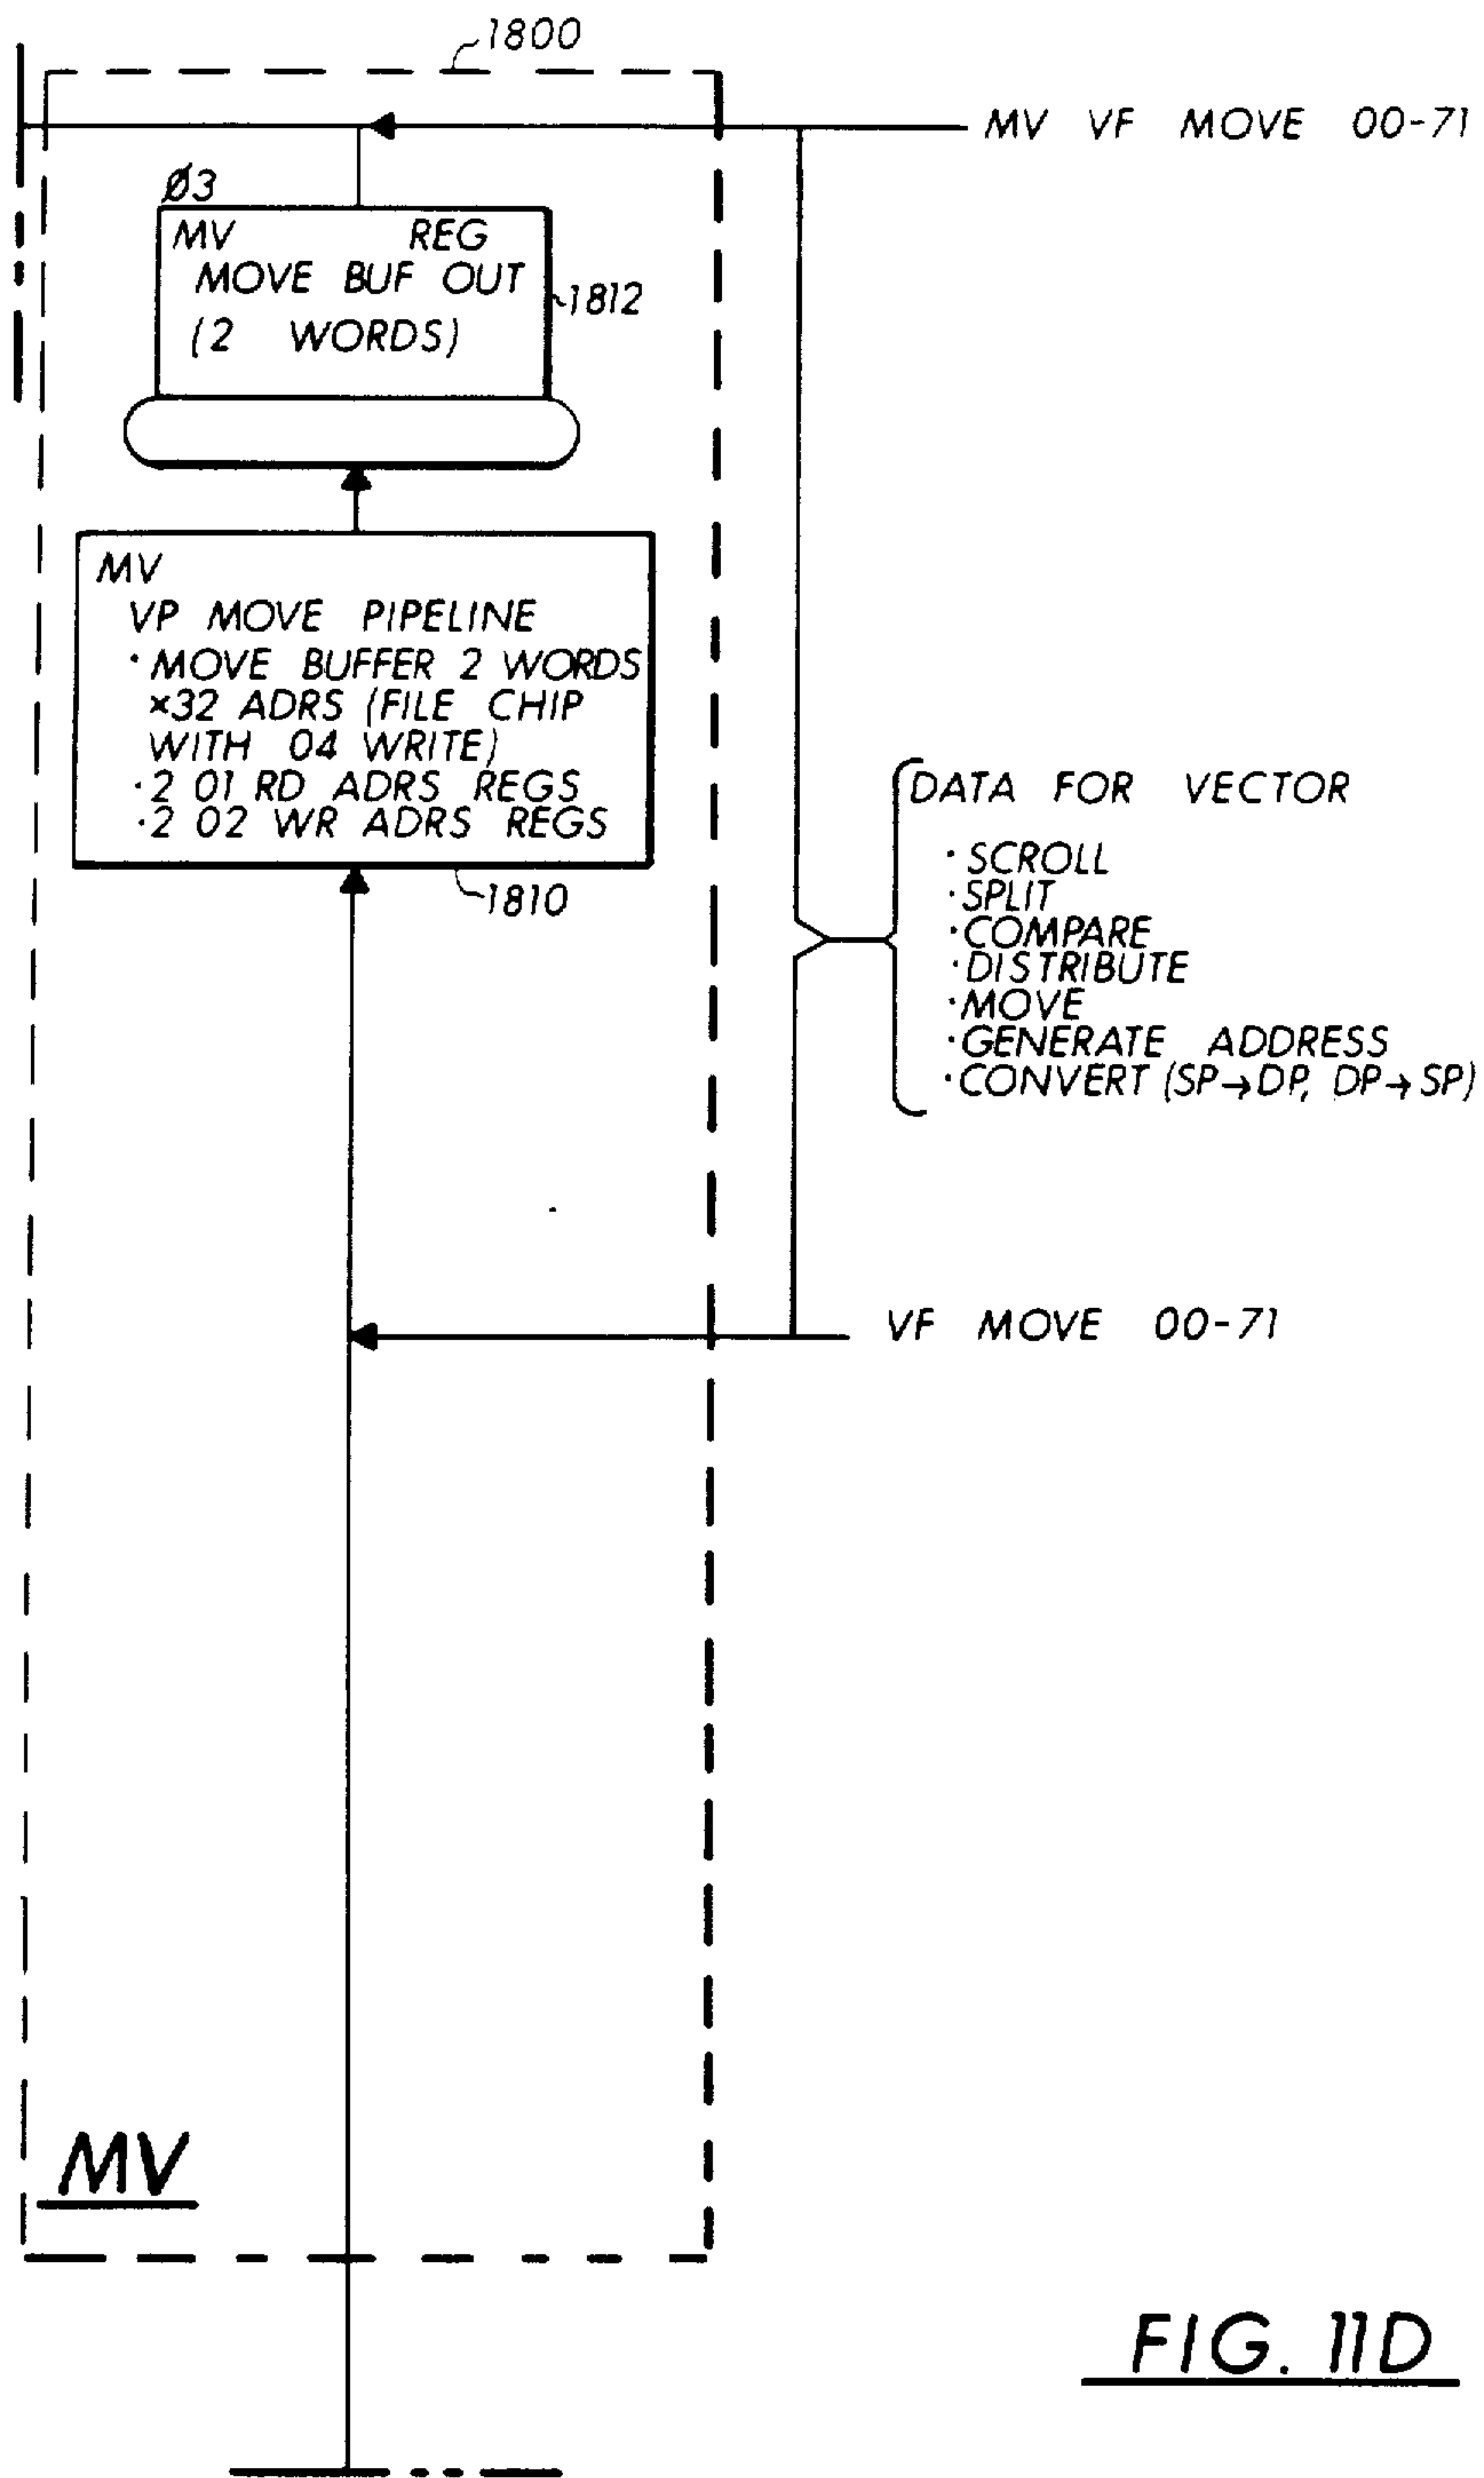 1800
MV VF MOVE 00-71
Ø3
MV REG
MOVE BUF OUT
(2 WORDS)
1812
MV
VP MOVE PIPELINE
·MOVE BUFFER 2 WORDS
×32 ADRS (FILE CHIP
WITH 04 WRITE)
·2 01 RD ADRS REGS
·2 02 WR ADRS REGS
1810
DATA FOR VECTOR
·SCROLL
·SPLIT
·COMPARE
·DISTRIBUTE
·MOVE
·GENERATE ADDRESS
·CONVERT (SP→DP, DP→SP)
VF MOVE 00-71
MV
FIG. 11D